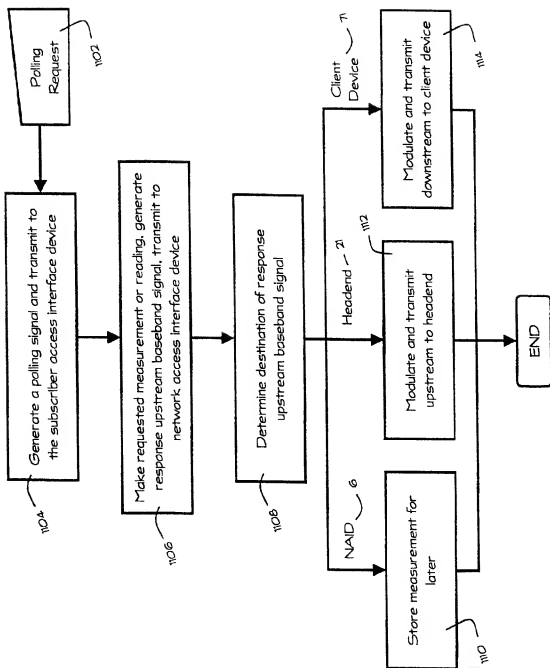 Polling
Request
1102
Generate a polling signal and transmit to
the subscriber access interface device
1104
Make requested measurement or reading, generate
response upstream baseband signal, transmit to
network access interface device
1106
Determine destination of response
upstream baseband signal
1108
NAID
6
Headend
21
Client
Device
71
Store measurement for
later
1110
Modulate and transmit
upstream to headend
1112
Modulate and transmit
downstream to client device
1114
END